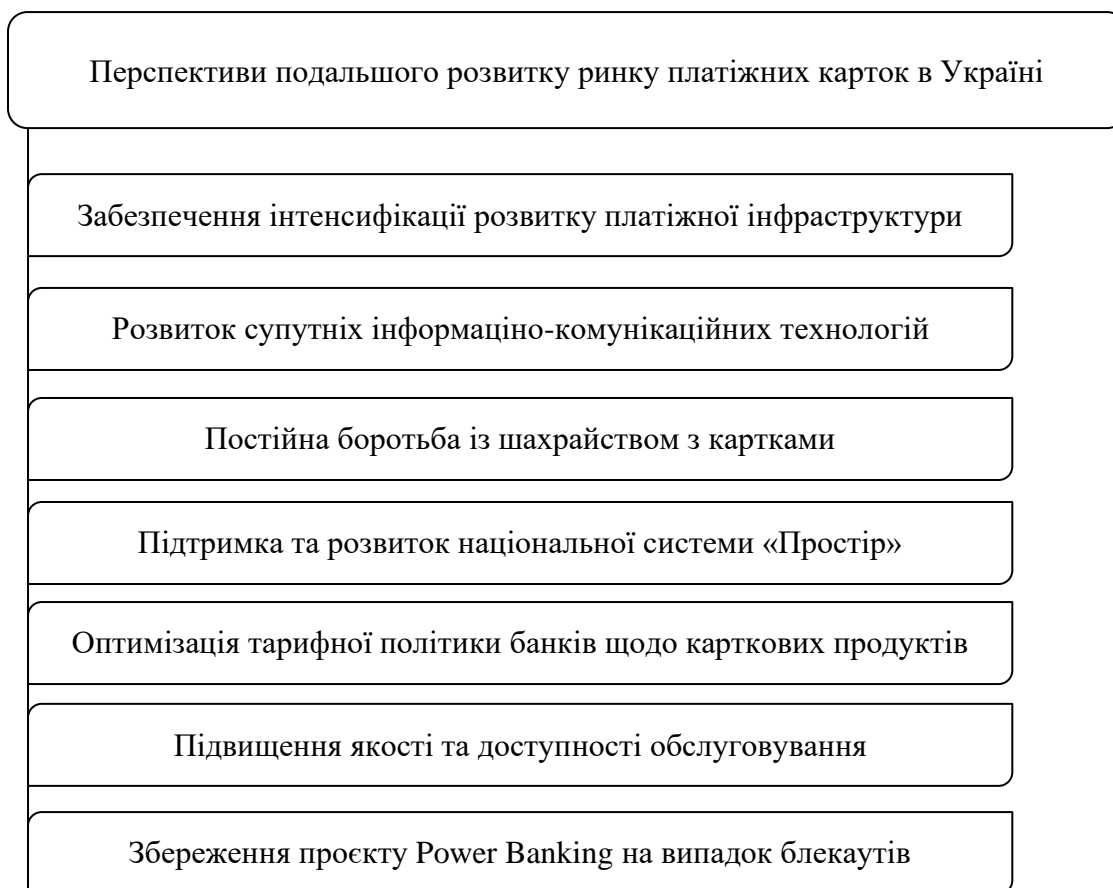 Перспективи подальшого розвитку ринку платіжних карток в Україні
Забезпечення інтенсифікації розвитку платіжної інфраструктури
Розвиток супутніх інформаціно-комунікаційних технологій
Постійна боротьба із шахрайством з картками
Підтримка та розвиток національної системи «Простір»
Оптимізація тарифної політики банків щодо карткових продуктів
Підвищення якості та доступності обслуговування
Збереження проєкту Power Banking на випадок блекаутів